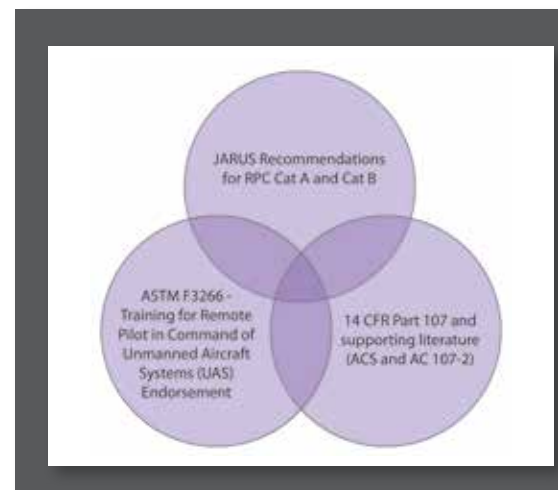 JARUS Recommendations
for RPC Cat A and Cat B
ASTM F3266 -
Training for Remote
Pilot in Command of
Unmanned Aircraft
Systems (UAS)
Endorsement
14 CFR Part 107 and
supporting literature
(ACS and AC 107-2)